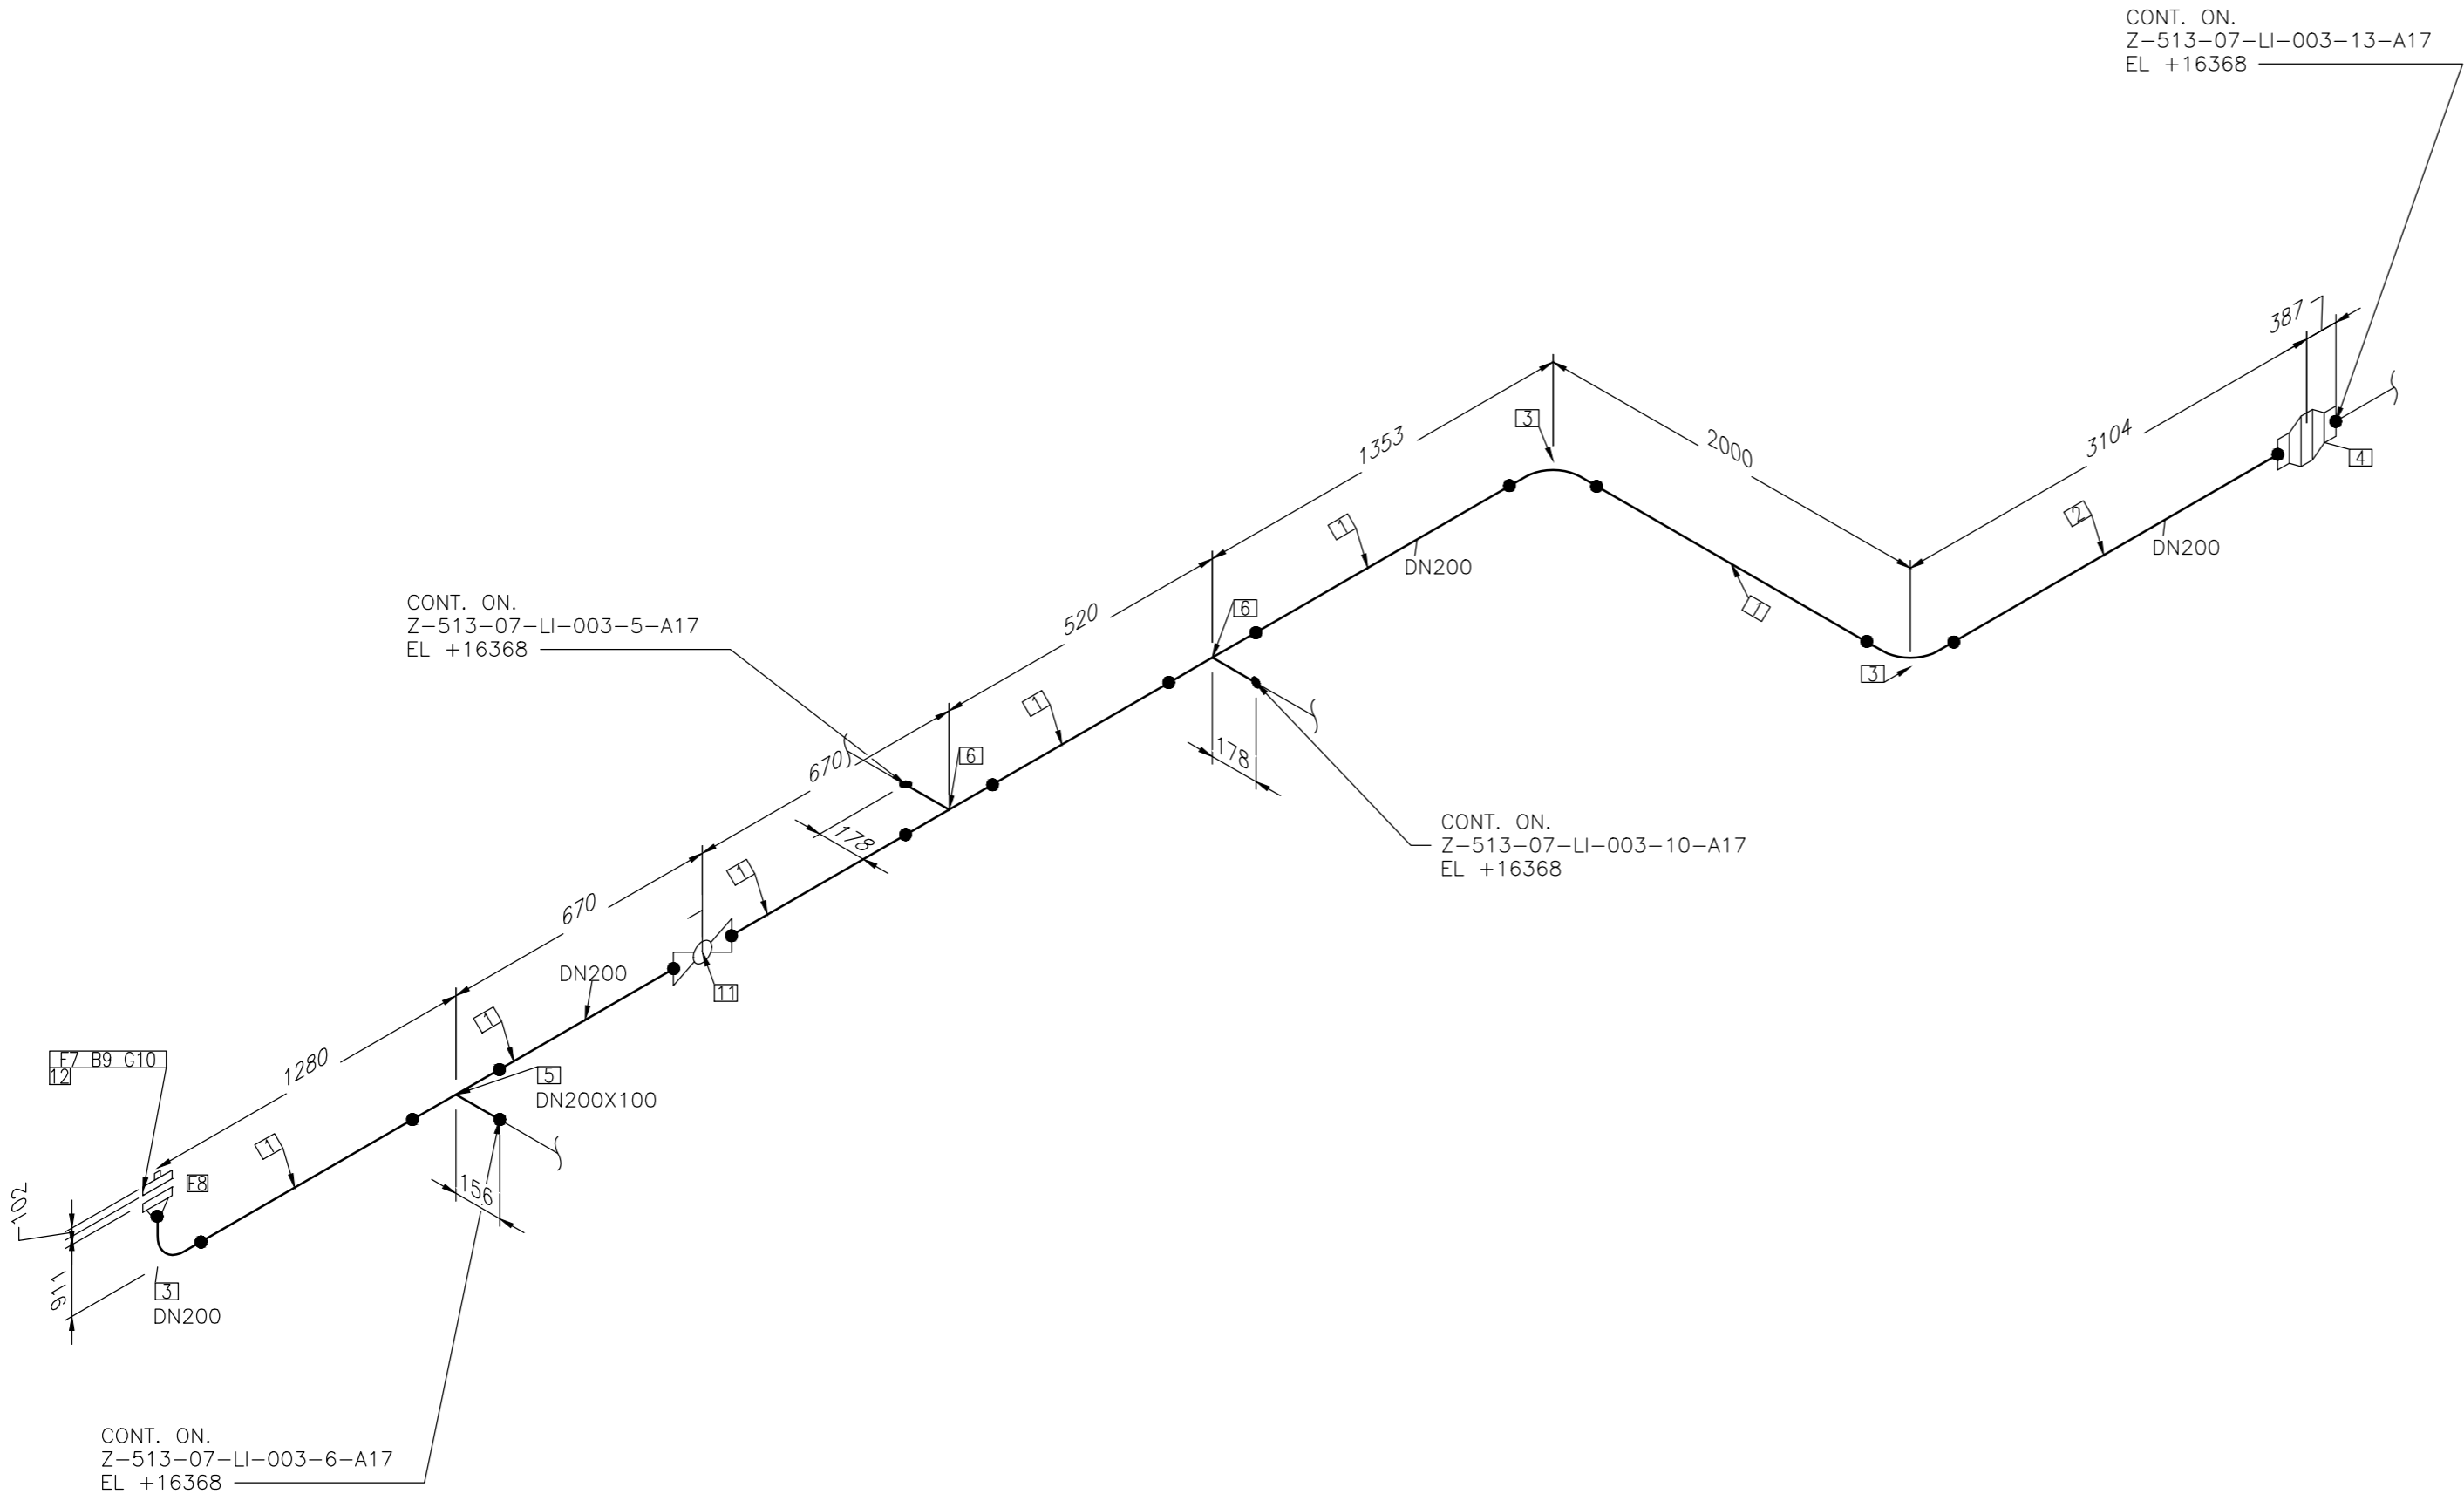 CONT. ON.
Z-513-07-LI-003-13-A17
EL +16368
387
3104
4
2
DN200
2000
1353
3
1
DN200
1
3
520
6
1
CONT. ON.
Z-513-07-LI-003-5-A17
EL +16368
670
6
178
178
CONT. ON.
Z-513-07-LI-003-10-A17
EL +16368
1
670
DN200
11
1
1280
5
DN200X100
F7 B9 G10
12
1
F8
102
156
911
3
DN200
CONT. ON.
Z-513-07-LI-003-6-A17
EL +16368